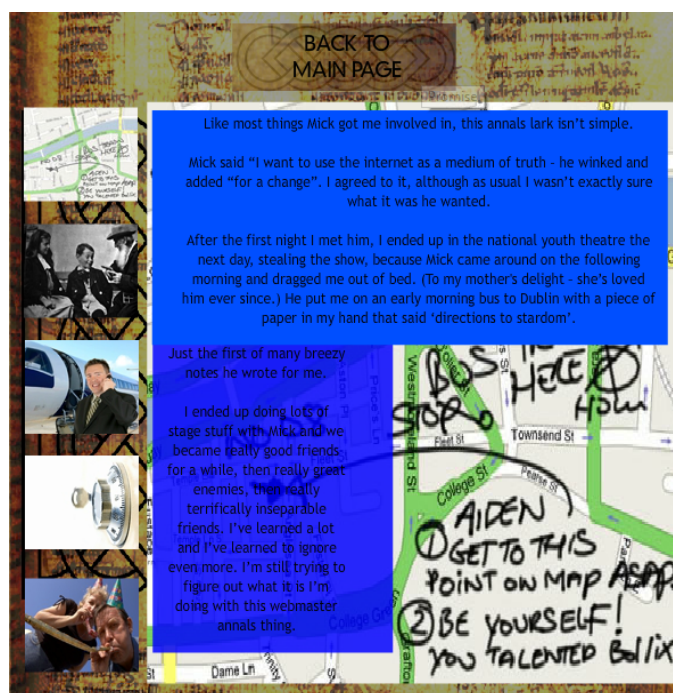 BACK TO
MAIN PAGE
Like most things Mick got me involved in, this annals lark isn't simple.
Mick said "I want to use the internet as a medium of truth - he winked and
added "for a change". I agreed to it, although as usual I wasn't exactly sure
what it was he wanted.
After the first night I met him, I ended up in the national youth theatre the
next day, stealing the show, because Mick came around on the following
morning and dragged me out of bed. (To my mother's delight - she's loved
him ever since.) He put me on an early morning bus to Dublin with a piece of
paper in my hand that said 'directions to stardom'.
Just the first of many breezy
notes he wrote for me.
I ended up doing lots of
stage stuff with Mick and we
became really good friends
for a while, then really great
enemies, then really
terrifically inseparable
friends. I've learned a lot
and I've learned to ignore
even more. I'm still trying to
figure out what it is I'm
doing with this webmaster
annals thing.
BUS
STOP
HERE
Fleet St
Townsend St
Westmoreland St
College St
Pearse St
AIDEN
① GET TO THIS
POINT ON MAP ASAP
② BE YOURSELF!
YOU TALENTED Bollix
College Gre
Grafton
Dame Ln
Trinity